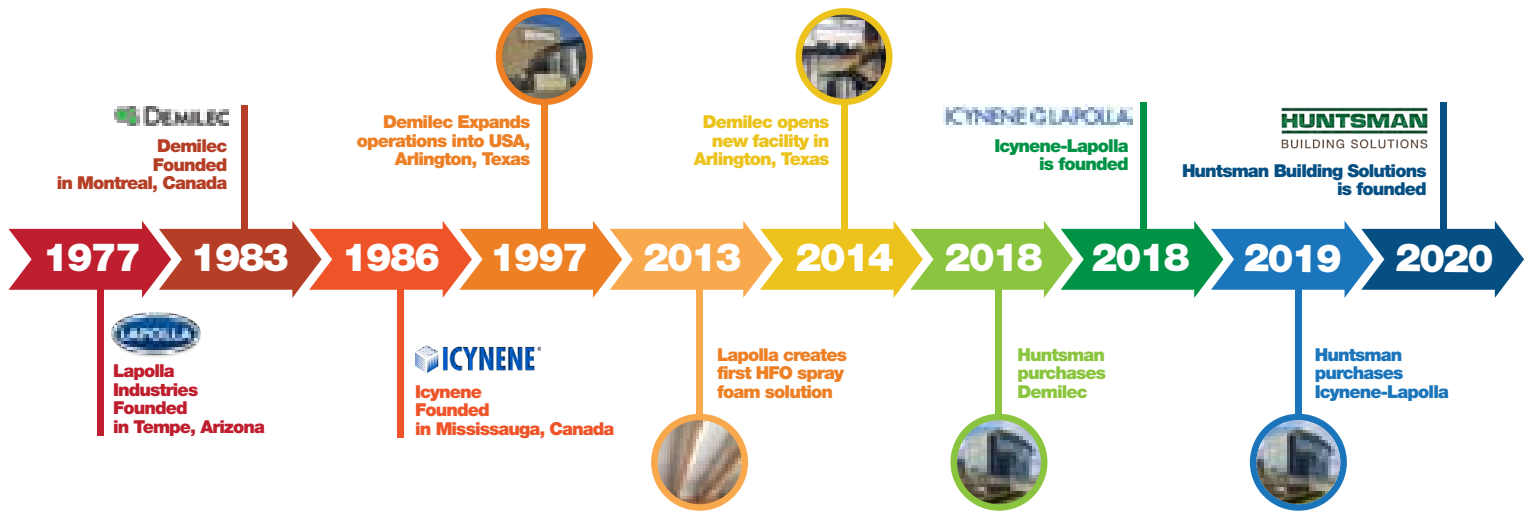 DEMILEC
Demilec
Founded
in Montreal, Canada
Demilec Expands
operations into USA,
Arlington, Texas
Demilec opens
new facility in
Arlington, Texas
ICYNENE LAPOLLA
Icynene-Lapolla
is founded
HUNTSMAN
BUILDING SOLUTIONS
Huntsman Building Solutions
is founded
1977
1983
1986
1997
2013
2014
2018
2018
2019
2020
LAPOLLA
Lapolla
Industries
Founded
in Tempe, Arizona
ICYNENE
Icynene
Founded
in Mississauga, Canada
Lapolla creates
first HFO spray
foam solution
Huntsman
purchases
Demilec
Huntsman
purchases
Icynene-Lapolla